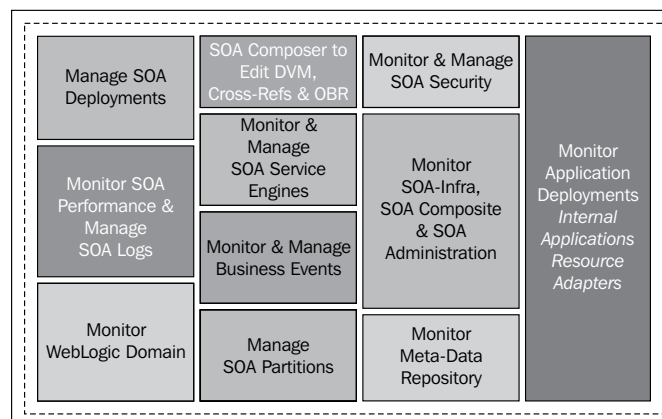 Manage SOA
Deployments
Monitor SOA
Performance &
Manage
SOA Logs
Monitor
WebLogic Domain
SOA Composer to
Edit DVM,
Cross-Refs & OBR
Monitor &
Manage
SOA Service
Engines
Monitor & Manage
Business Events
Manage
SOA Partitions
Monitor & Manage
SOA Security
Monitor
SOA-Infra,
SOA Composite
& SOA
Administration
Monitor
Meta-Data
Repository
Monitor
Application
Deployments
Internal
Applications
Resource
Adapters